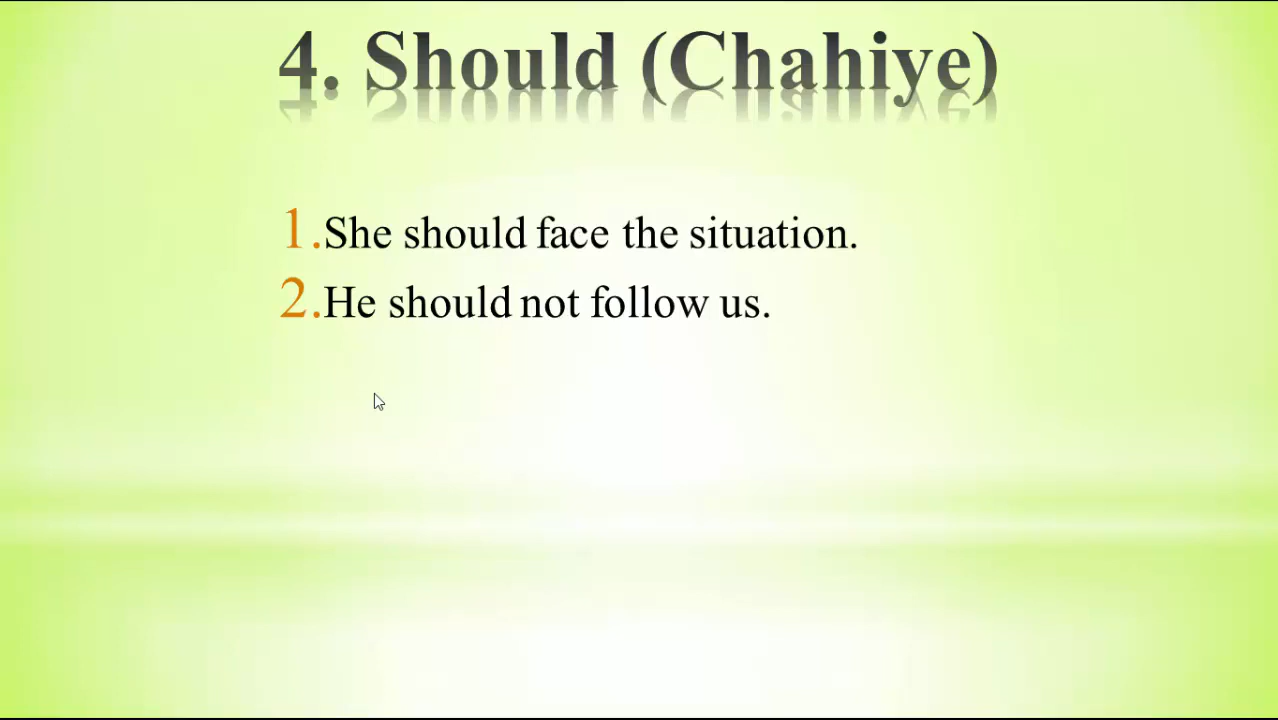 4. Should (Chahiye)
1.She should face the situation.
2.He should not follow us.